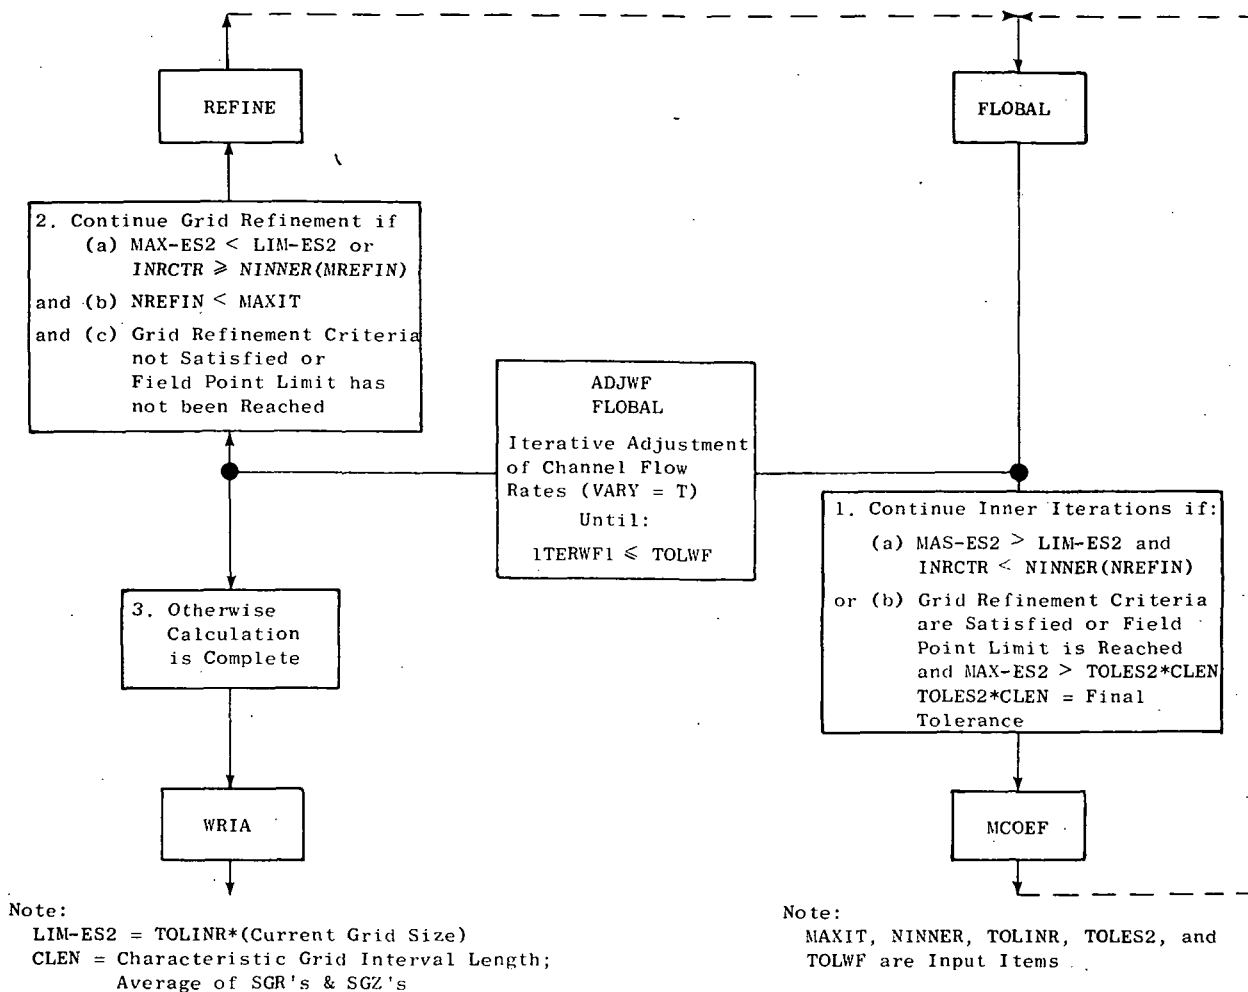 REFINE
FLOBAL
2. Continue Grid Refinement if
(a) MAX-ES2 < LIM-ES2 or
INRCTR ⩾ NINNER(MREFIN)
and (b) NREFIN < MAXIT
and (c) Grid Refinement Criteria
not Satisfied or
Field Point Limit has
not been Reached
ADJWF
FLOBAL
Iterative Adjustment
of Channel Flow
Rates (VARY = T)
Until:
1TERWF1 ⩽ TOLWF
1. Continue Inner Iterations if:
(a) MAS-ES2 > LIM-ES2 and
INRCTR < NINNER(NREFIN)
or (b) Grid Refinement Criteria
are Satisfied or Field
Point Limit is Reached
and MAX-ES2 > TOLES2*CLEN
TOLES2*CLEN = Final
Tolerance
3. Otherwise
Calculation
is Complete
WRIA
MCOEF
Note:
LIM-ES2 = TOLINR*(Current Grid Size)
CLEN = Characteristic Grid Interval Length;
Average of SGR's & SGZ's
Note:
MAXIT, NINNER, TOLINR, TOLES2, and
TOLWF are Input Items